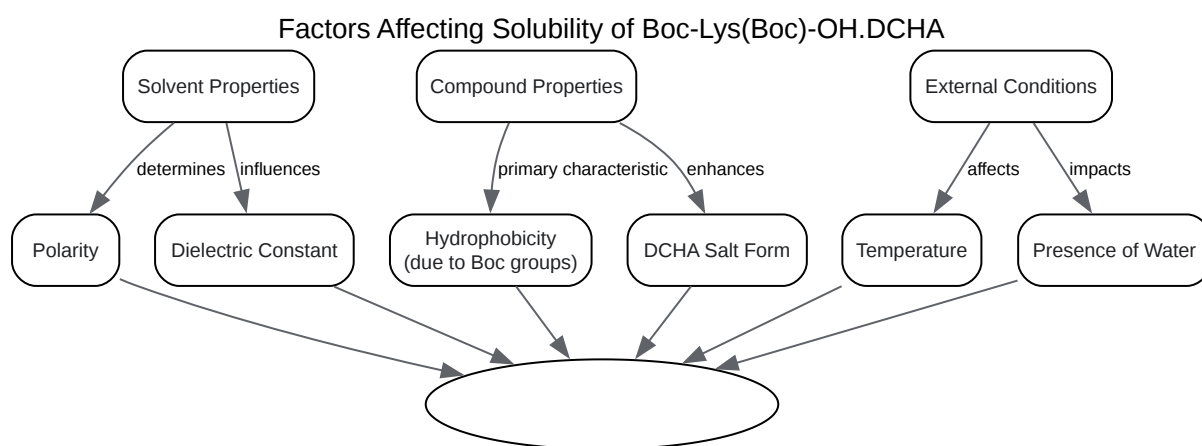 Factors Affecting Solubility of Boc-Lys(Boc)-OH.DCHA
Solvent Properties
Compound Properties
External Conditions
determines
influences
primary characteristic
enhances
affects
impacts
Polarity
Dielectric Constant
Hydrophobicity
(due to Boc groups)
DCHA Salt Form
Temperature
Presence of Water